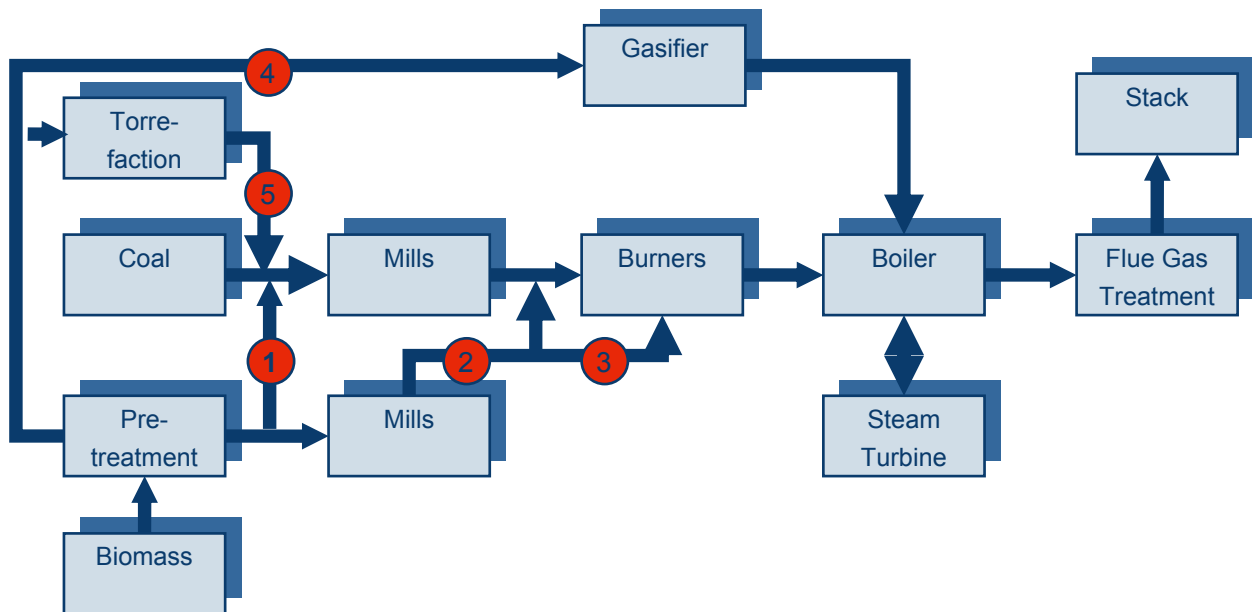 Gasifier
4
Stack
Torre-
faction
5
Coal
Mills
Burners
Boiler
Flue Gas
Treatment
1
2
3
Pre-
treatment
Mills
Steam
Turbine
Biomass